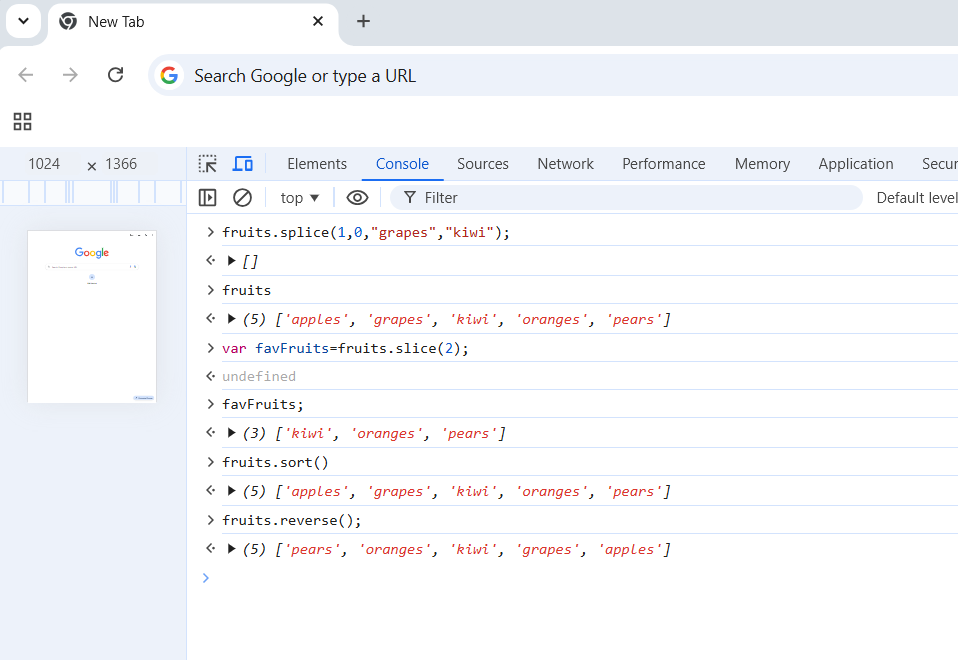 New Tab
Search Google or type a URL
1024 × 1366
Elements Console Sources Network Performance Memory Application Secur
top ▼ Filter Default level
> fruits.splice(1,0,"grapes","kiwi");
▶ []
> fruits
▶ (5) ['apples', 'grapes', 'kiwi', 'oranges', 'pears']
> var favFruits=fruits.slice(2);
undefined
> favFruits;
▶ (3) ['kiwi', 'oranges', 'pears']
> fruits.sort()
▶ (5) ['apples', 'grapes', 'kiwi', 'oranges', 'pears']
> fruits.reverse();
▶ (5) ['pears', 'oranges', 'kiwi', 'grapes', 'apples']
>
Google